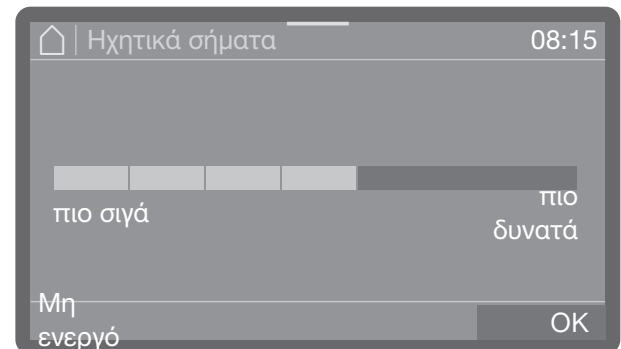 Ηχητικά σήματα 08:15
πιο σιγά
πιο
δυνατά
Μη
ενεργό
OK